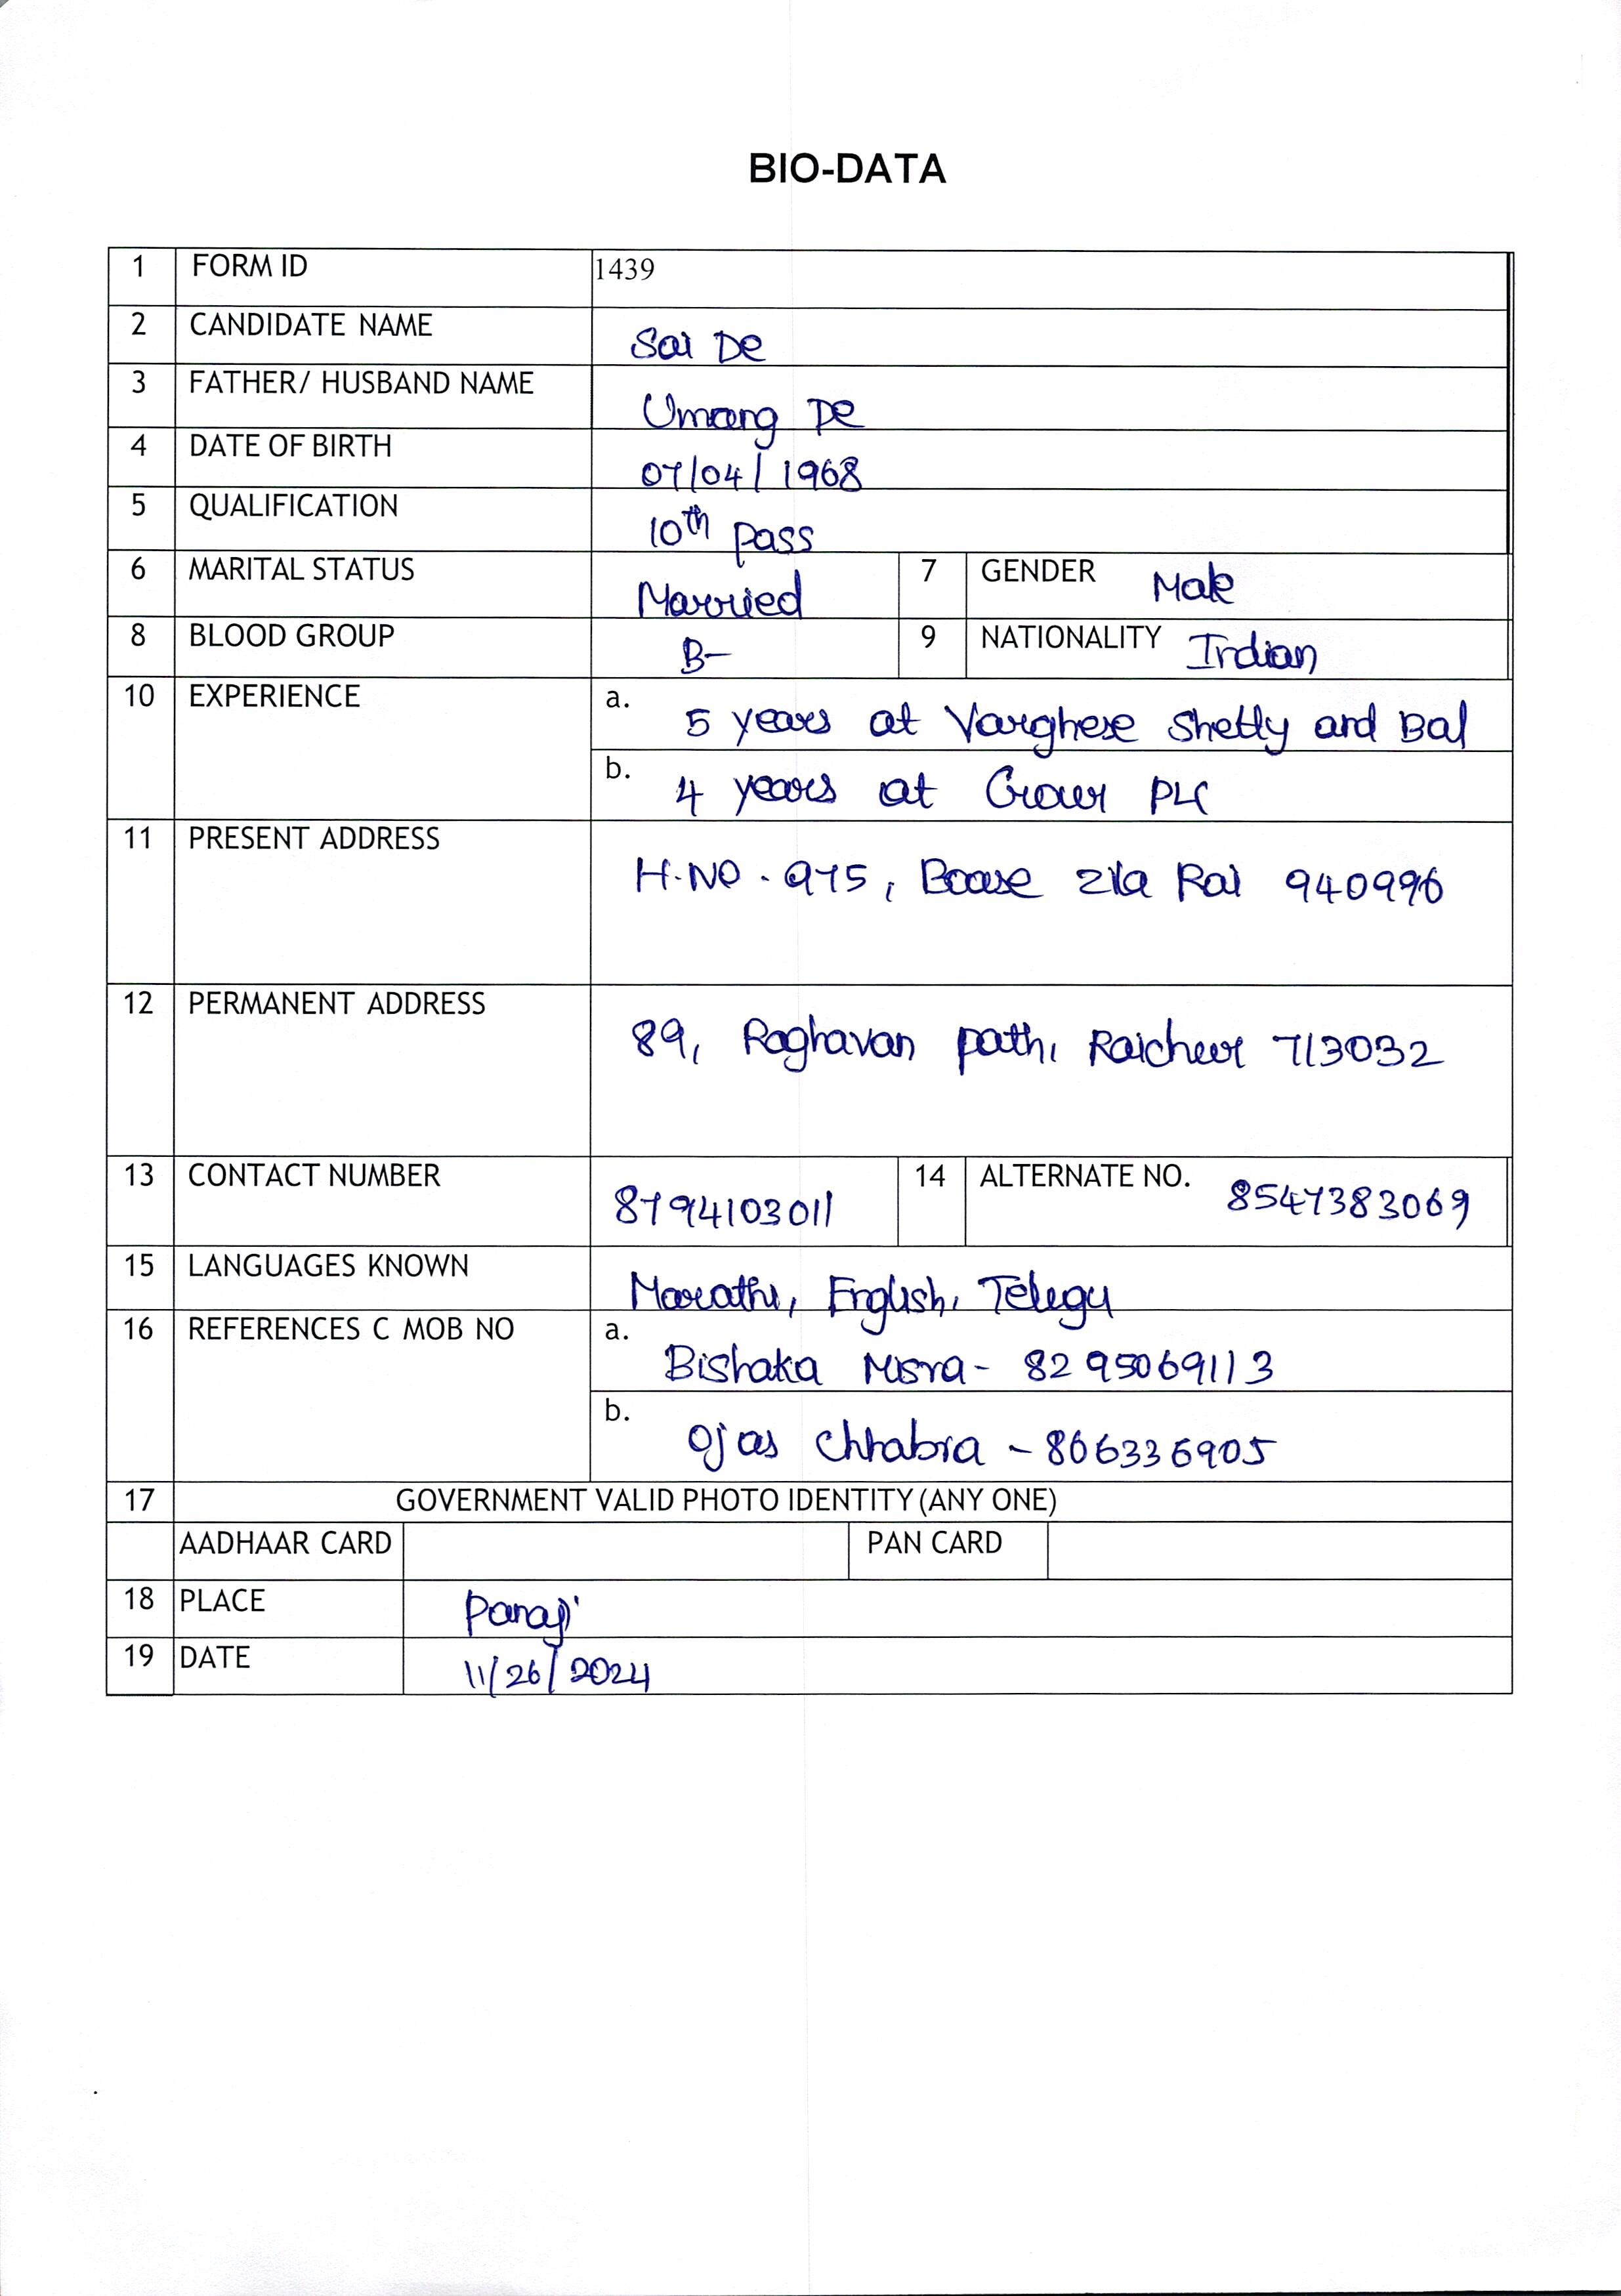 BIO-DATA
1 FORM ID 1439
2 CANDIDATE NAME Sai De
3 FATHER/ HUSBAND NAME Umang De
4 DATE OF BIRTH 07/04/1968
5 QUALIFICATION 10th pass
6 MARITAL STATUS Married 7 GENDER Male
8 BLOOD GROUP B- 9 NATIONALITY Indian
10 EXPERIENCE a. 5 years at Varghese Shetty and Bal
b. 4 years at Gour PLC
11 PRESENT ADDRESS H.NO. 975, Boase Zila Rai 940996
12 PERMANENT ADDRESS 89, Raghavan path, Raichur 713032
13 CONTACT NUMBER 8794103011 14 ALTERNATE NO. 8547383069
15 LANGUAGES KNOWN Marathi, English, Telegu
16 REFERENCES C MOB NO a. Bishaka Misra- 8295069113
b. Ojas Chhabra - 806336905
17 GOVERNMENT VALID PHOTO IDENTITY (ANY ONE)
AADHAAR CARD PAN CARD
18 PLACE Panaji
19 DATE 11/26/2024